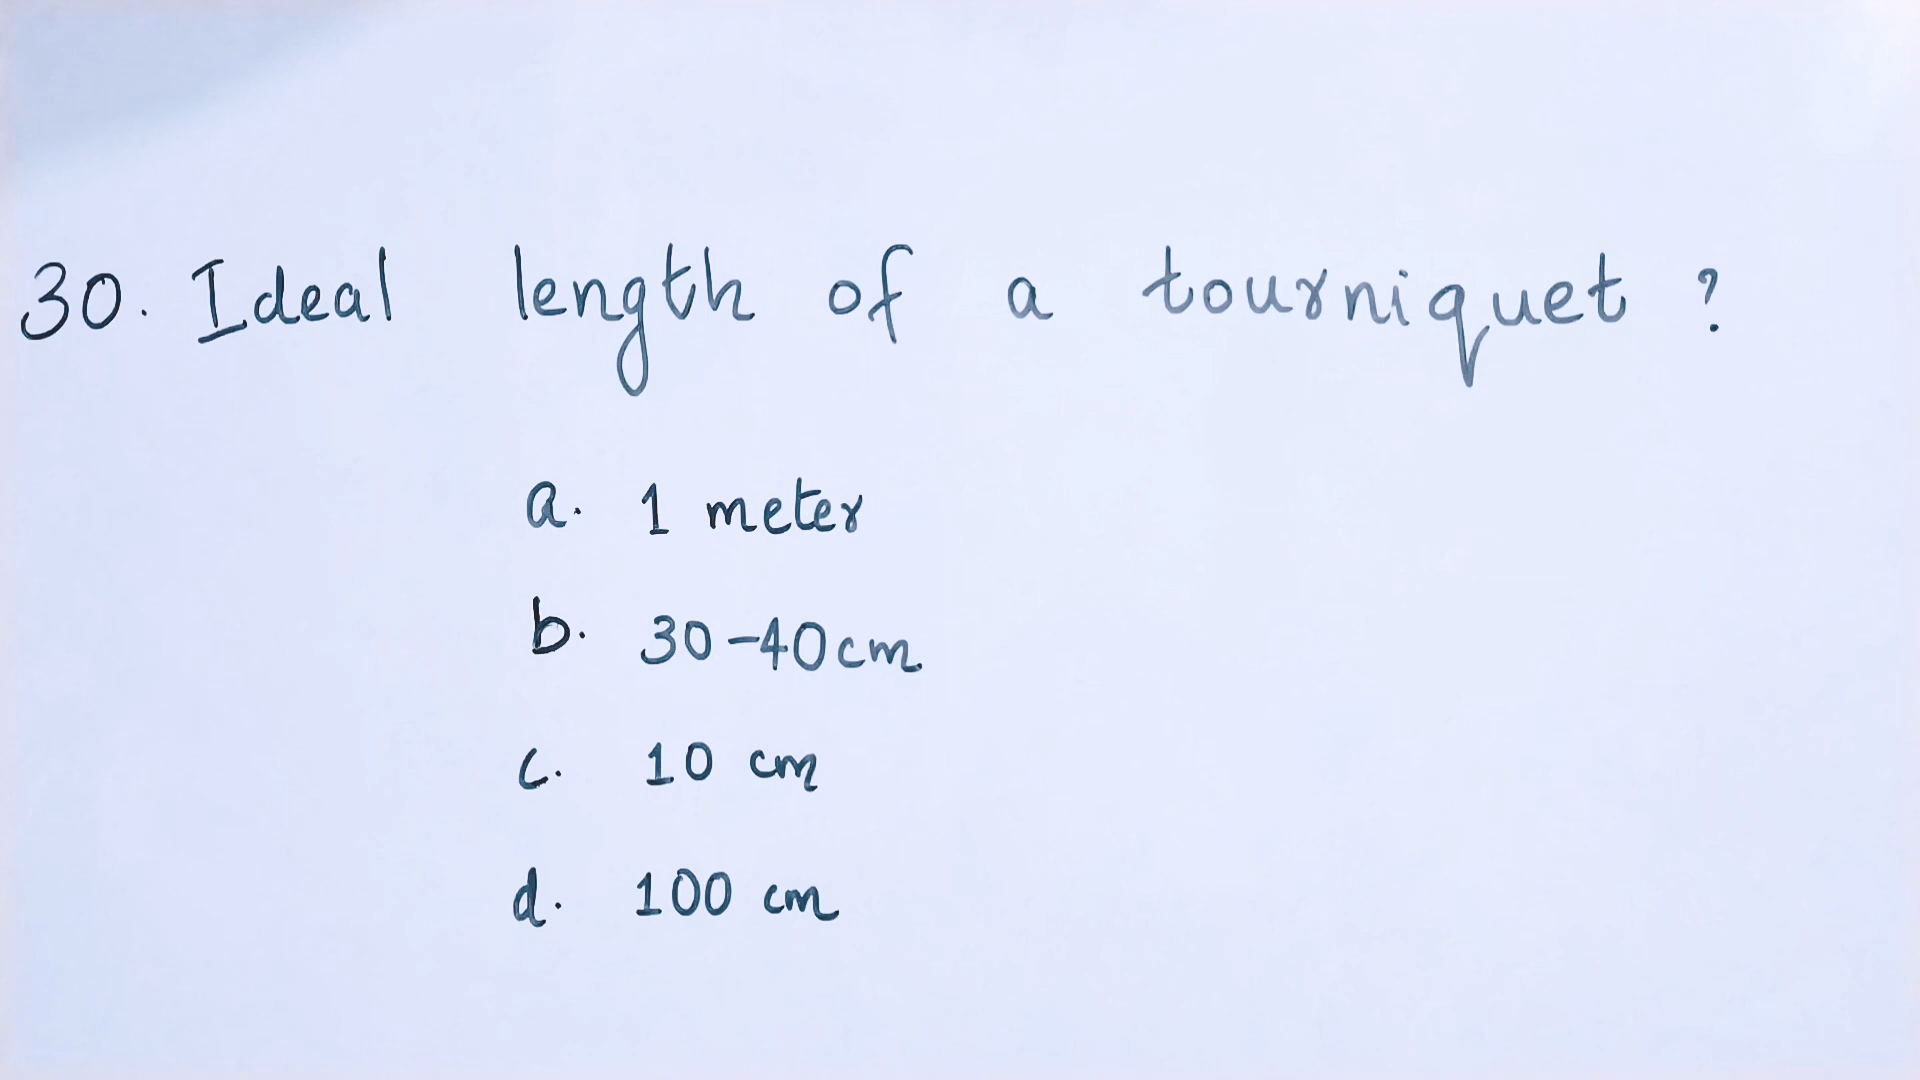 30. Ideal length of a tourniquet ?
a. 1 meter
b. 30-40cm.
c. 10 cm
d. 100 cm